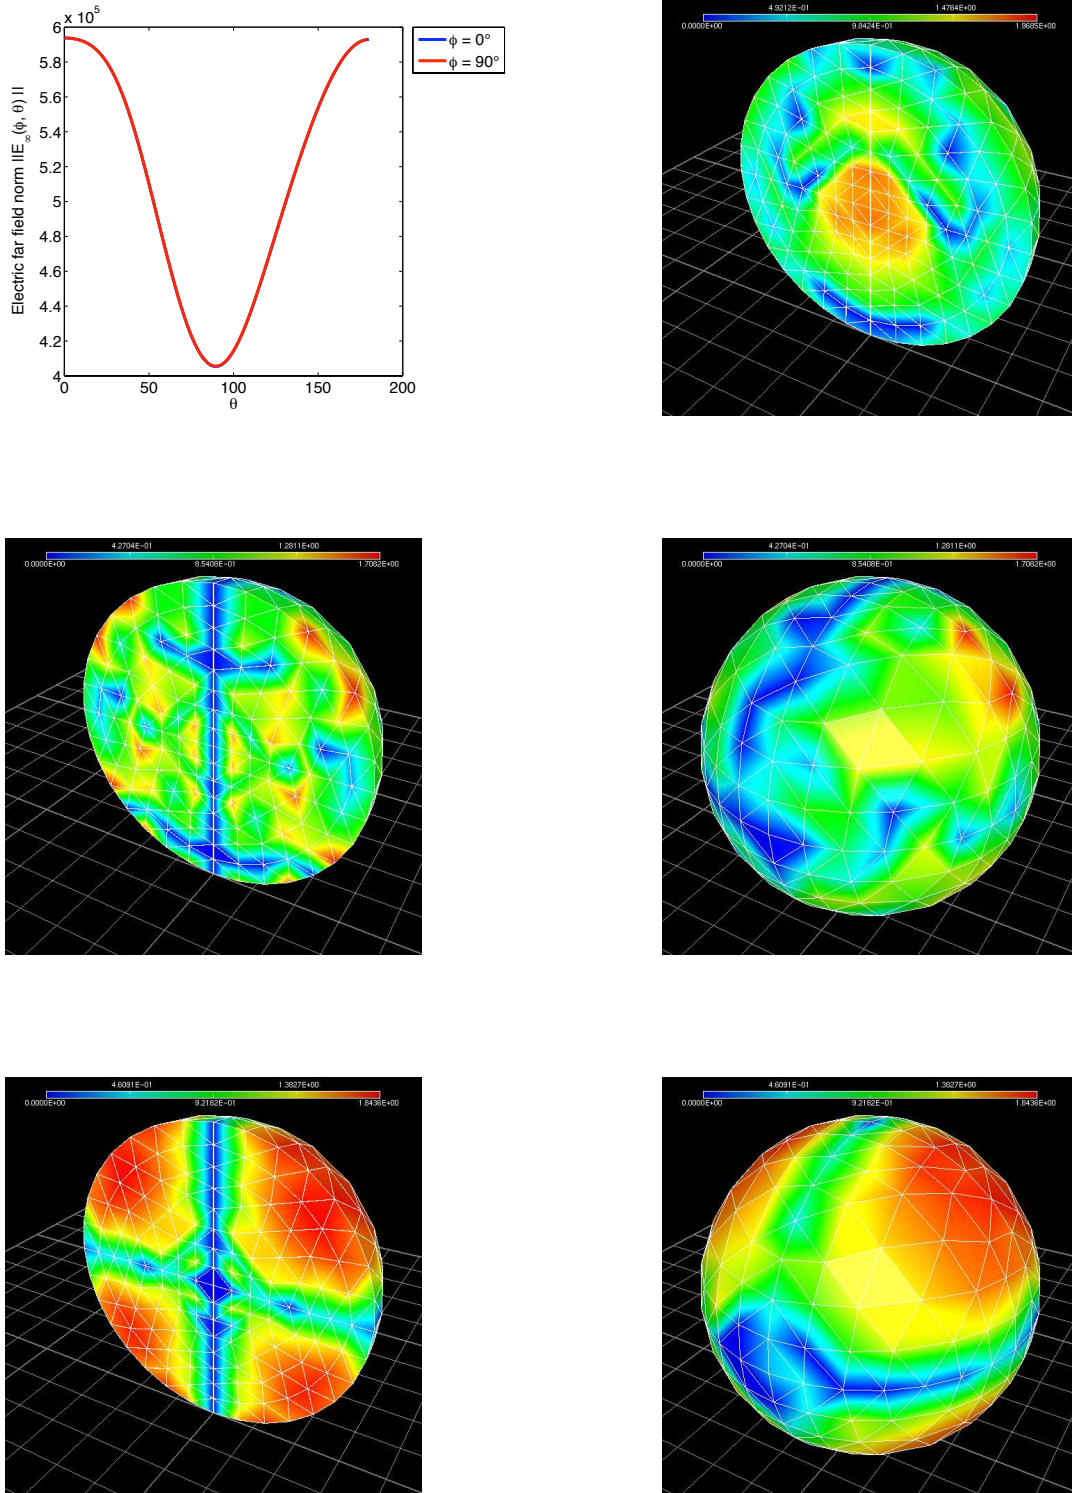 x 10^5
6
5.8
5.6
5.4
5.2
5
4.8
4.6
4.4
4.2
4
0 50 100 150 200
θ
Electric far field norm ||E_∞(ϕ, θ) ||
ϕ = 0°
ϕ = 90°
4.9212E-01 1.4764E+00
0.0000E+00 9.8424E-01 1.9685E+00
4.2704E-01 1.2811E+00
0.0000E+00 8.5408E-01 1.7082E+00
4.2704E-01 1.2811E+00
0.0000E+00 8.5408E-01 1.7082E+00
4.6091E-01 1.3827E+00
0.0000E+00 9.2182E-01 1.8436E+00
4.6091E-01 1.3827E+00
0.0000E+00 9.2182E-01 1.8436E+00